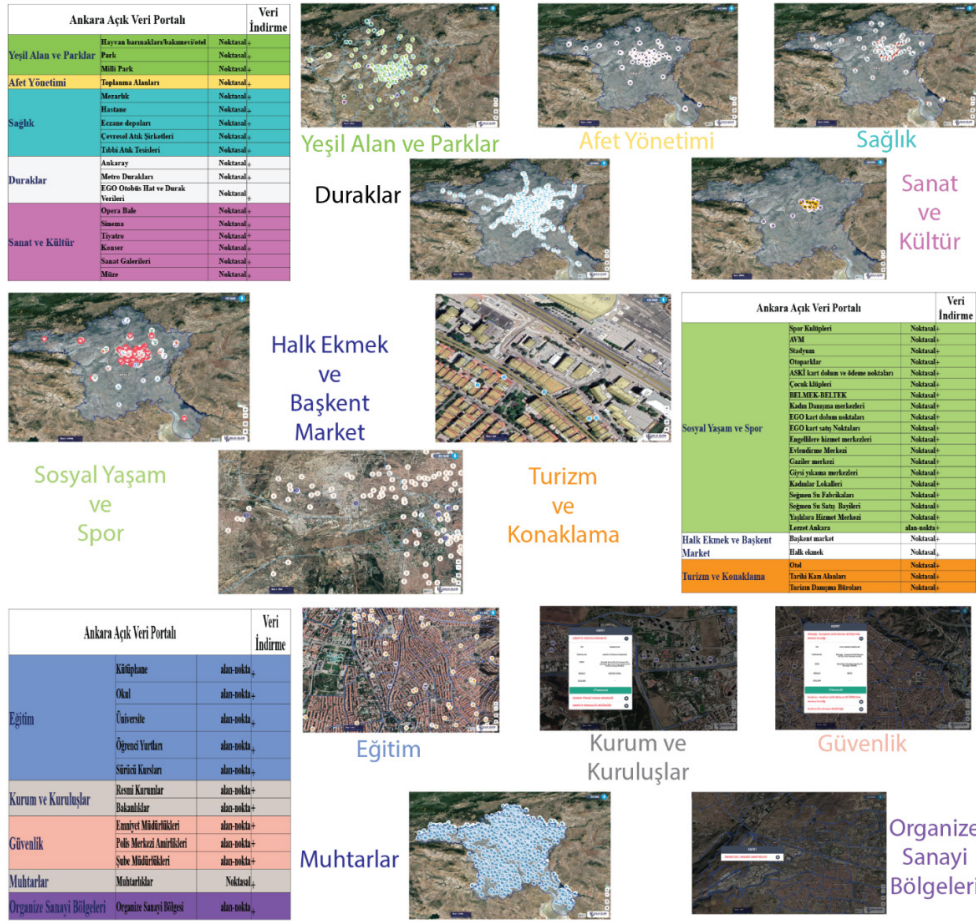 Ankara Açık Veri Portalı
Veri
İndirme
Yeşil Alan ve Parklar
Hayvan barınakları/bakımevi/otel
Noktasal+
Park
Noktasal+
Milli Park
Noktasal+
Afet Yönetimi
Toplanma Alanları
Noktasal+
Sağlık
Mezarlık
Noktasal+
Hastane
Noktasal+
Eczane depoları
Noktasal+
Çevresel Atık Şirketleri
Noktasal+
Tıbbi Atık Tesisleri
Noktasal+
Duraklar
Ankaray
Noktasal+
Metro Durakları
Noktasal+
EGO Otobüs Hat ve Durak
Verileri
Noktasal+
Sanat ve Kültür
Opera Bale
Noktasal+
Sinema
Noktasal+
Tiyatro
Noktasal+
Konser
Noktasal+
Sanat Galerileri
Noktasal+
Müze
Noktasal+
Yeşil Alan ve Parklar
Afet Yönetimi
Sağlık
Duraklar
Sanat
ve
Kültür
Halk Ekmek
ve
Başkent
Market
Sosyal Yaşam
ve
Spor
Turizm
ve
Konaklama
Ankara Açık Veri Portalı
Veri
İndirme
Sosyal Yaşam ve Spor
Spor Kulüpleri
Noktasal+
AVM
Noktasal+
Stadyum
Noktasal+
Otoparklar
Noktasal+
ASKİ kart dolum ve ödeme noktaları
Noktasal+
Çocuk klüpleri
Noktasal+
BELMEK-BELTEK
Noktasal+
Kadın Danışma merkezleri
Noktasal+
EGO kart dolum noktaları
Noktasal+
EGO kart satış Noktaları
Noktasal+
Engellilere hizmet merkezleri
Noktasal+
Evlendirme Merkezi
Noktasal+
Gaziler merkezi
Noktasal+
Giysi yıkama merkezleri
Noktasal+
Kadınlar Lokalleri
Noktasal+
Seğmen Su Fabrikaları
Noktasal+
Seğmen Su Satış Bayileri
Noktasal+
Yaşlılara Hizmet Merkezi
Noktasal+
Lezzet Ankara
alan-nokta+
Halk Ekmek ve Başkent
Market
Başkent market
Noktasal+
Halk ekmek
Noktasal+
Turizm ve Konaklama
Otel
Noktasal+
Tarihi Kazı Alanları
Noktasal+
Turizm Danışma Büroları
Noktasal+
Ankara Açık Veri Portalı
Veri
İndirme
Eğitim
Kütüphane
alan-nokta+
Okul
alan-nokta+
Üniversite
alan-nokta+
Öğrenci Yurtları
alan-nokta+
Sürücü Kursları
alan-nokta+
Kurum ve Kuruluşlar
Resmi Kurumlar
alan-nokta+
Bakanlıklar
alan-nokta+
Güvenlik
Emniyet Müdürlükleri
alan-nokta+
Polis Merkezi Amirlikleri
alan-nokta+
Şube Müdürlükleri
alan-nokta+
Muhtarlar
Muhtarlıklar
Noktasal+
Organize Sanayi Bölgeleri
Organize Sanayi Bölgesi
alan-nokta+
Eğitim
Kurum ve
Kuruluşlar
Güvenlik
Muhtarlar
Organize
Sanayi
Bölgeleri